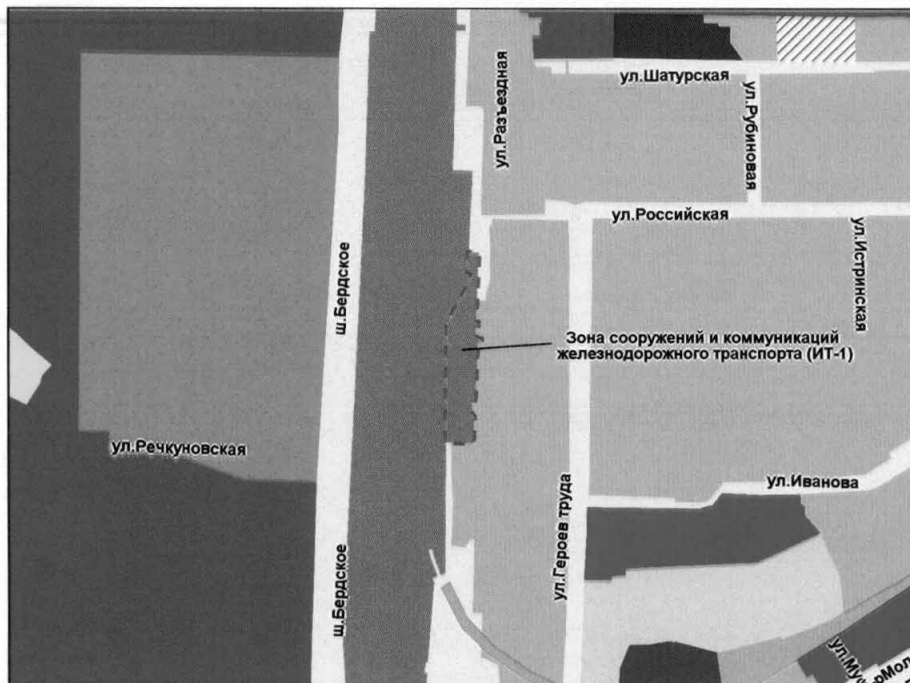 ул.Шатурская
ул.Разъездная
ул.Рубиновая
ул.Российская
ул.Истринская
ш.Бердское
Зона сооружений и коммуникаций
железнодорожного транспорта (ИТ-1)
ул.Речкуновская
ул.Иванова
ул.Героев труда
ш.Бердское